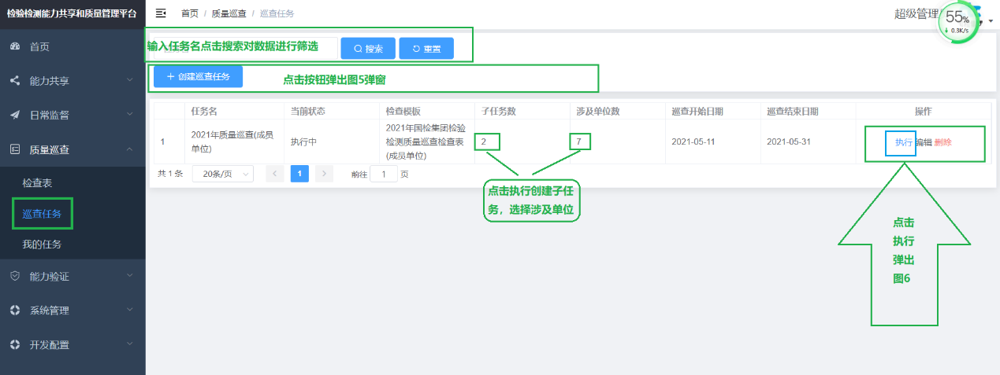 检验检测能力共享和质量管理平台
首页 / 质量巡查 / 巡查任务
超级管理
55%
0.3K/s
首页
能力共享
日常监督
质量巡查
检查表
巡查任务
我的任务
能力验证
系统管理
开发配置
输入任务名点击搜索对数据进行筛选
搜索
重置
创建巡查任务
点击按钮弹出图5弹窗
任务名 当前状态 检查模板 子任务数 涉及单位数 巡查开始日期 巡查结束日期 操作
1 2021年质量巡查(成员
单位)
执行中
2021年国检集团检验
检测质量巡查检查表
(成员单位)
2 7 2021-05-11 2021-05-31 执行 编辑 删除
共 1 条 20条/页 1 前往 1 页
点击执行创建子任
务，选择涉及单位
点击
执行
弹出
图6